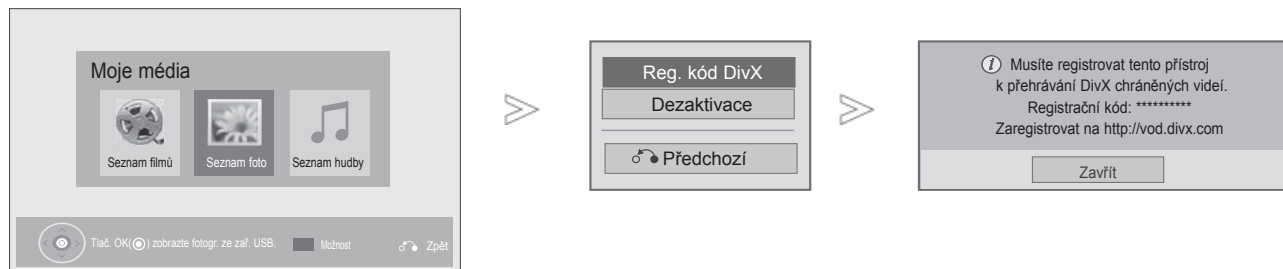 Moje média
Seznam filmů
Seznam foto
Seznam hudby
Tlač. OK(◉) zobrazte fotogr. ze zař. USB.
Možnost
Zpět
Reg. kód DivX
Dezaktivace
Předchozí
Musíte registrovat tento přístroj
k přehrávání DivX chráněných videí.
Registrační kód: **********
Zaregistrovat na http://vod.divx.com
Zavřít